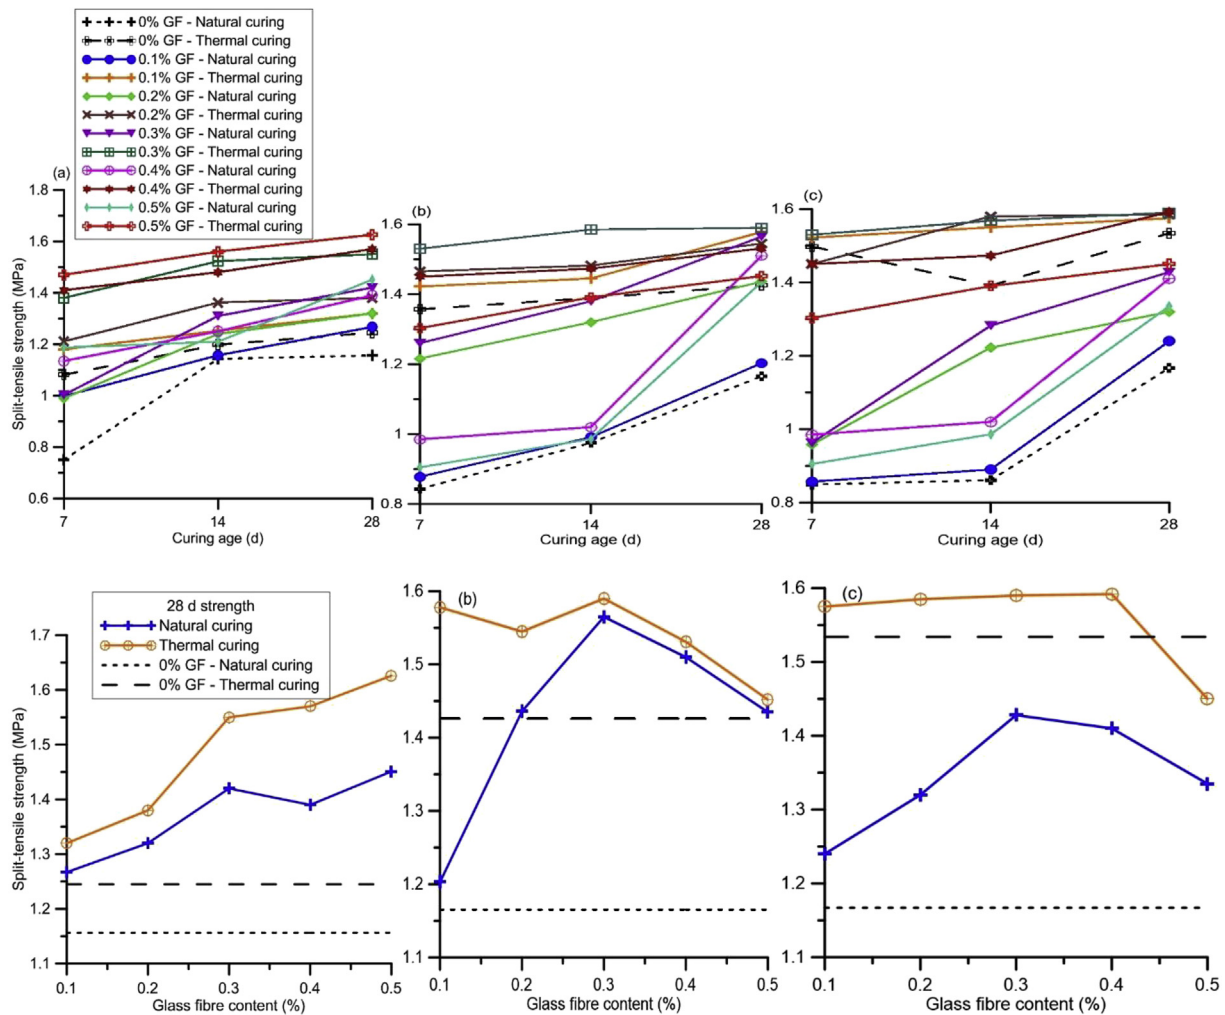 0% GF - Natural curing
0% GF - Thermal curing
0.1% GF - Natural curing
0.1% GF - Thermal curing
0.2% GF - Natural curing
0.2% GF - Thermal curing
0.3% GF - Natural curing
0.3% GF - Thermal curing
0.4% GF - Natural curing
0.4% GF - Thermal curing
0.5% GF - Natural curing
0.5% GF - Thermal curing
(a)
Split-tensile strength (MPa)
1.8
1.6
1.4
1.2
1
0.8
0.6
7 14 28
Curing age (d)
(b)
1.6
1.4
1.2
1
0.8
7 14 28
Curing age (d)
(c)
1.6
1.4
1.2
1
0.8
7 14 28
Curing age (d)
28 d strength
Natural curing
Thermal curing
0% GF - Natural curing
0% GF - Thermal curing
Split-tensile strength (MPa)
1.7
1.6
1.5
1.4
1.3
1.2
1.1
0.1 0.2 0.3 0.4 0.5
Glass fibre content (%)
(b)
1.6
1.5
1.4
1.3
1.2
1.1
0.1 0.2 0.3 0.4 0.5
Glass fibre content (%)
(c)
1.6
1.5
1.4
1.3
1.2
1.1
0.1 0.2 0.3 0.4 0.5
Glass fibre content (%)